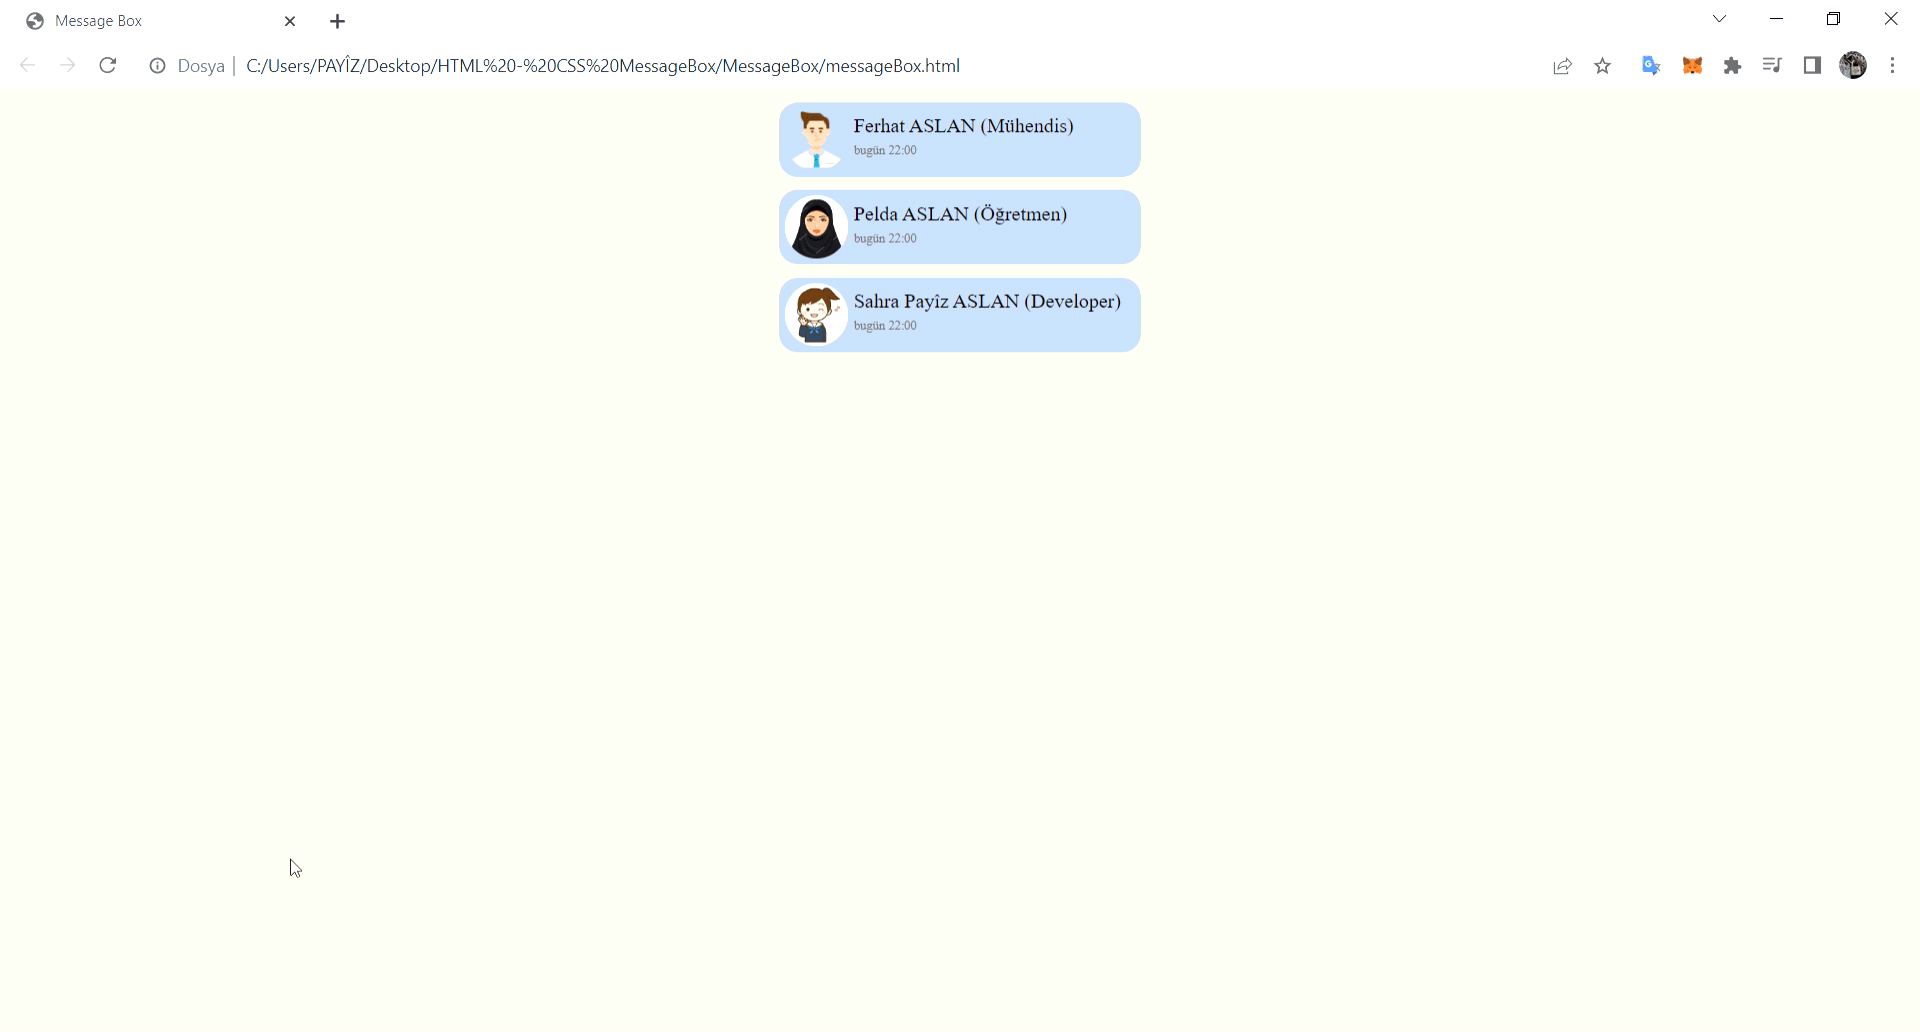 Message Box
Dosya | C:/Users/PAYÎZ/Desktop/HTML%20-%20CSS%20MessageBox/MessageBox/messageBox.html
Ferhat ASLAN (Mühendis)
bugün 22:00
Pelda ASLAN (Öğretmen)
bugün 22:00
Sahra Payîz ASLAN (Developer)
bugün 22:00